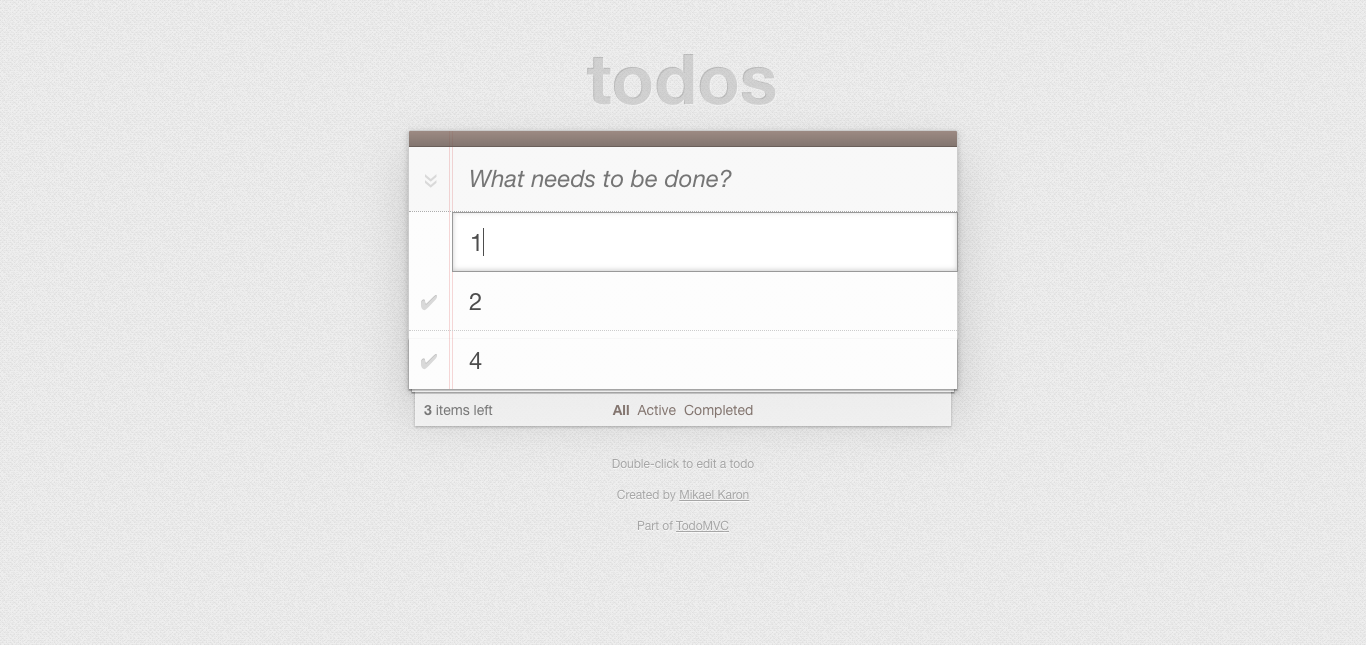 todos
What needs to be done?
1
2
4
3 items left All Active Completed
Double-click to edit a todo
Created by Mikael Karon
Part of TodoMVC